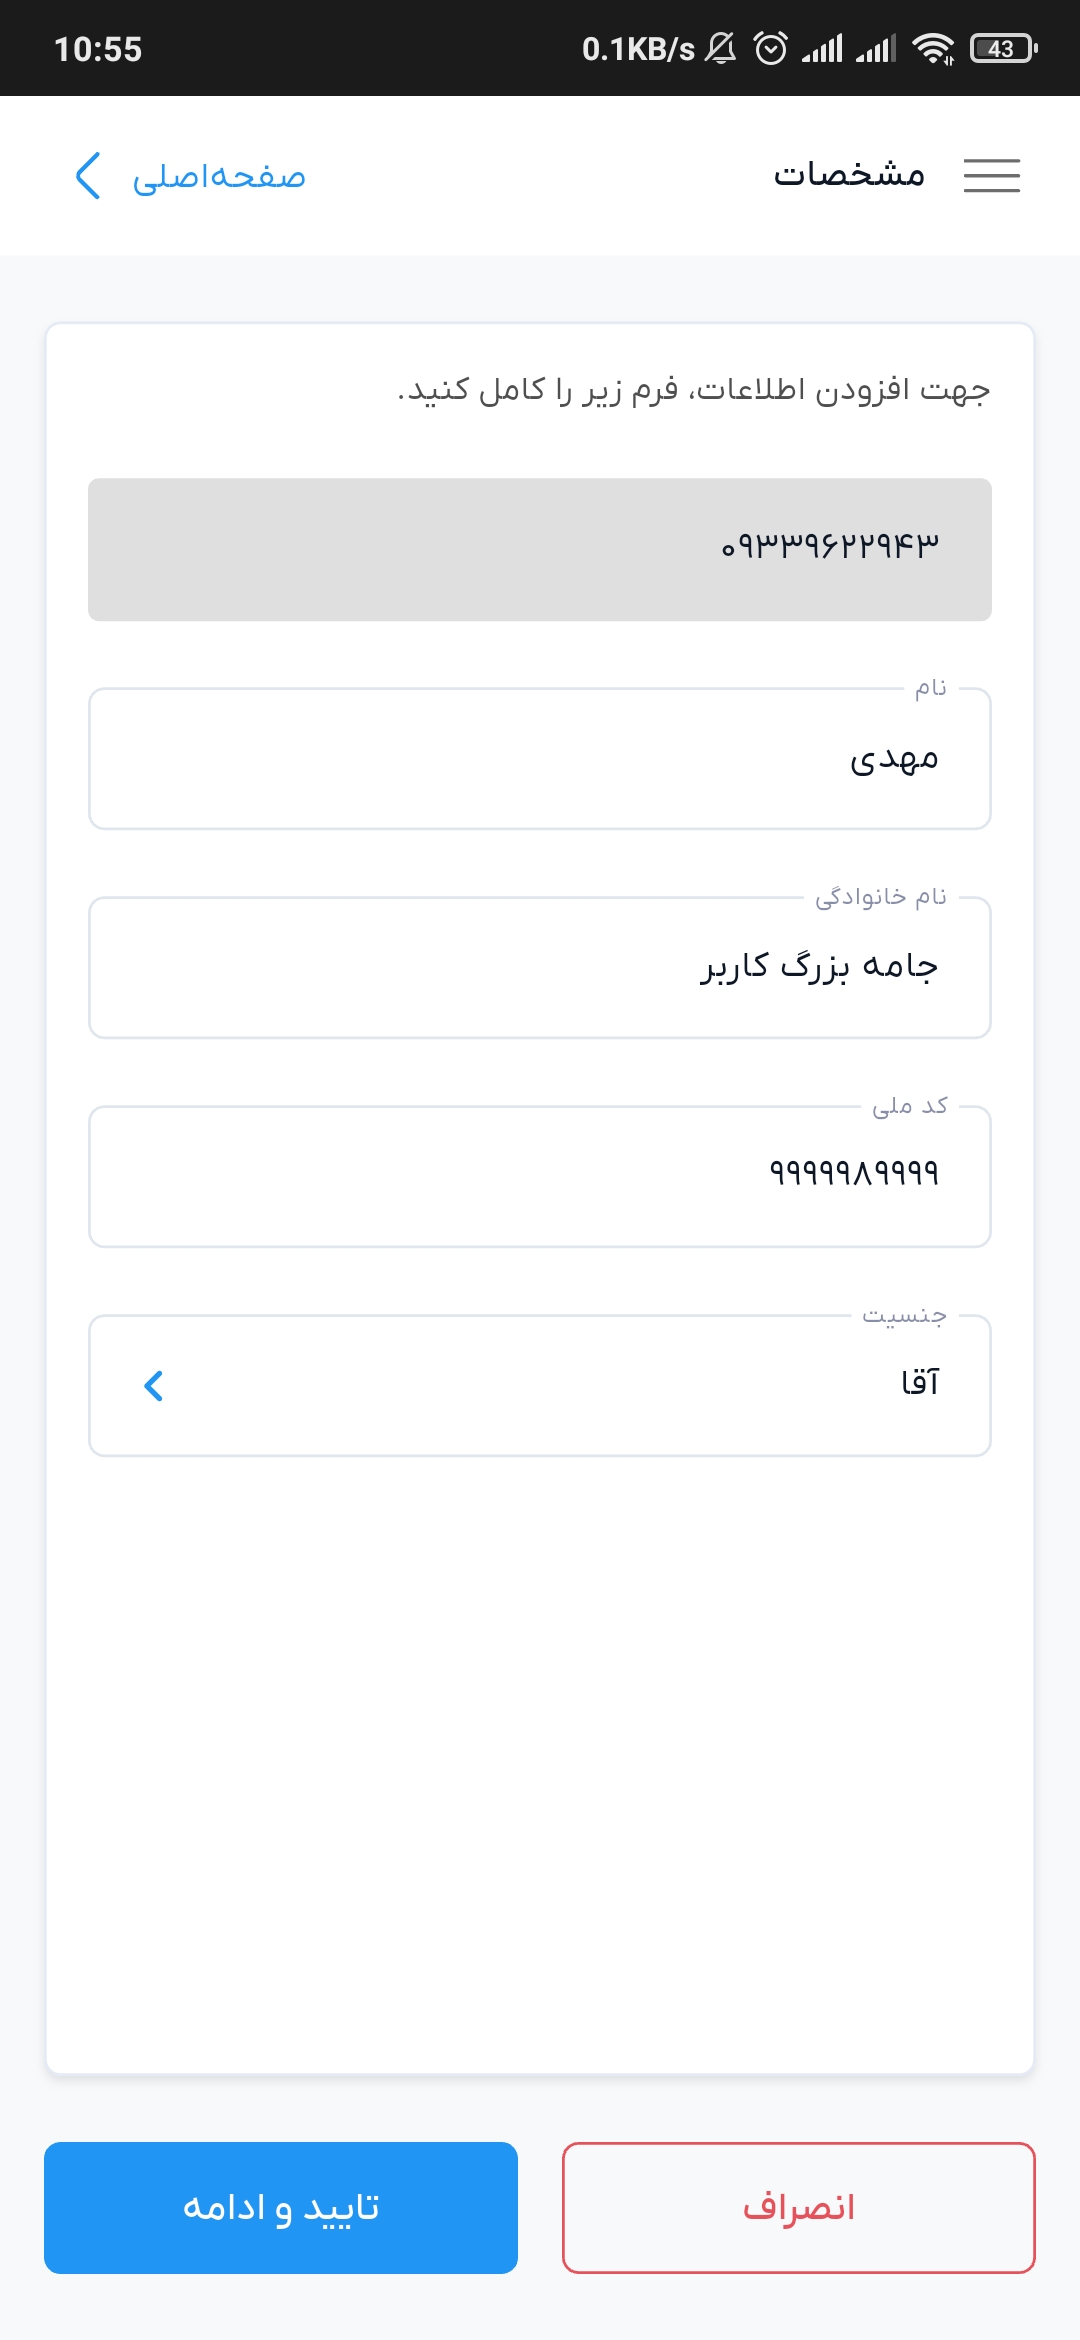 10:55
0.1KB/s
43
مشخصات
صفحه‌اصلی
جهت افزودن اطلاعات، فرم زیر را کامل کنید.
۰۹۳۳۹۶۲۲۹۴۳
نام
مهدی
نام خانوادگی
جامه بزرگ کاربر
کد ملی
۹۹۹۹۹۸۹۹۹۹
جنسیت
آقا
انصراف
تایید و ادامه